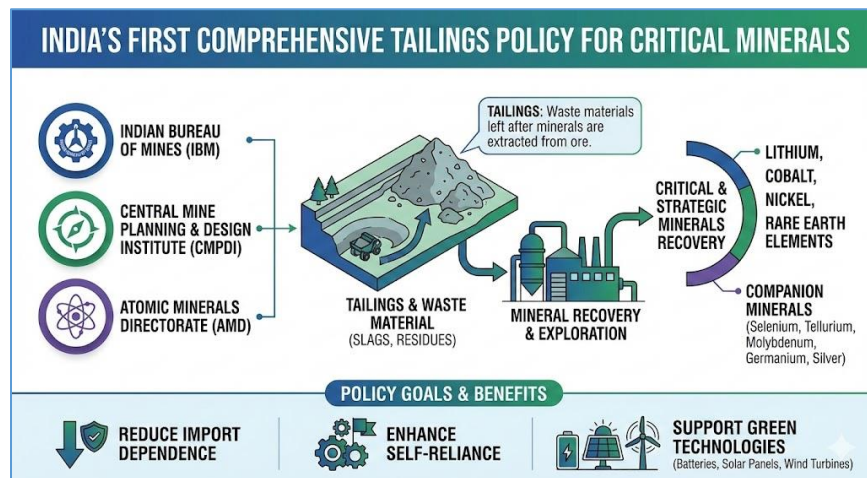 INDIA'S FIRST COMPREHENSIVE TAILINGS POLICY FOR CRITICAL MINERALS
INDIAN BUREAU
OF MINES (IBM)
CENTRAL MINE
PLANNING & DESIGN
INSTITUTE (CMPDI)
ATOMIC MINERALS
DIRECTORATE (AMD)
TAILINGS: Waste materials
left after minerals are
extracted from ore.
TAILINGS & WASTE
MATERIAL
(SLAGS, RESIDUES)
MINERAL RECOVERY
& EXPLORATION
CRITICAL &
STRATEGIC
MINERALS
RECOVERY
LITHIUM,
COBALT,
NICKEL,
RARE EARTH
ELEMENTS
COMPANION
MINERALS
(Selenium, Tellurium,
Molybdenum,
Germanium, Silver)
POLICY GOALS & BENEFITS
REDUCE IMPORT
DEPENDENCE
ENHANCE
SELF-RELIANCE
SUPPORT GREEN
TECHNOLOGIES
(Batteries, Solar Panels, Wind Turbines)